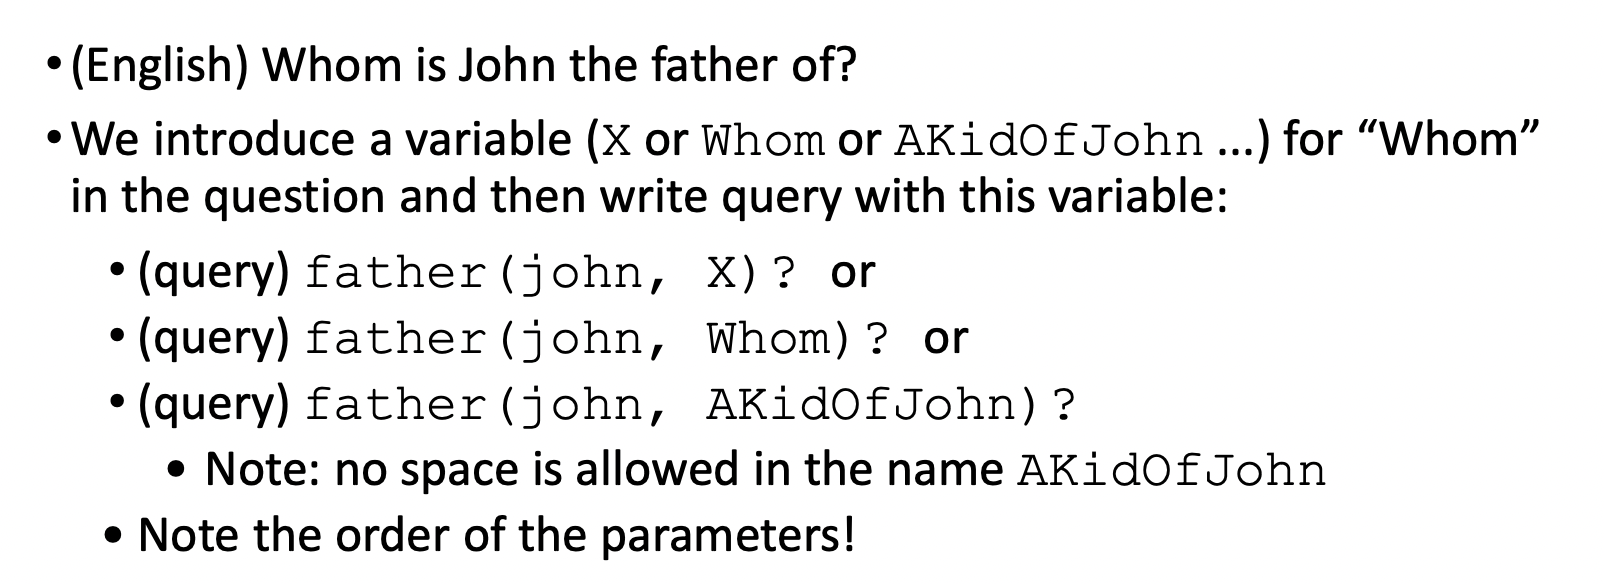 • (English) Whom is John the father of?
• We introduce a variable (X or Whom or AKidOfJohn ...) for “Whom”
in the question and then write query with this variable:
• (query) father(john, X)? or
• (query) father(john, Whom)? or
• (query) father(john, AKidOfJohn)?
• Note: no space is allowed in the name AKidOfJohn
• Note the order of the parameters!